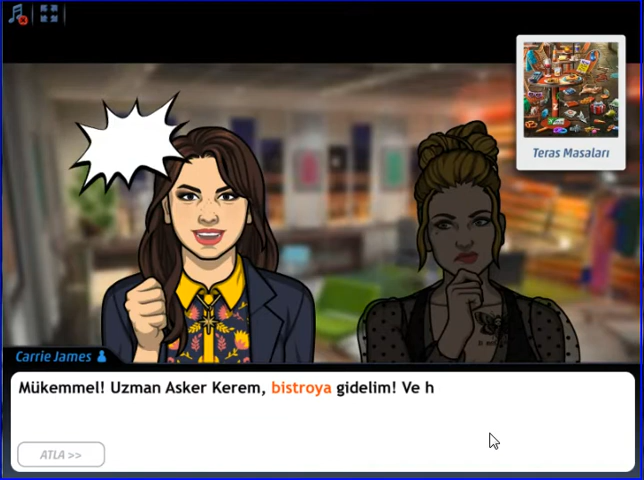 Teras Masaları
Carrie James
Mükemmel! Uzman Asker Kerem, bistroya gidelim! Ve h
ATLA >>